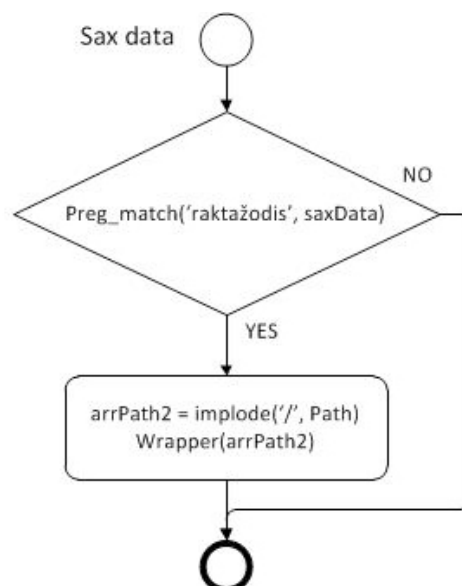 Sax data
NO
Preg_match(‘raktažodis’, saxData)
YES
arrPath2 = implode(‘/’, Path)
Wrapper(arrPath2)